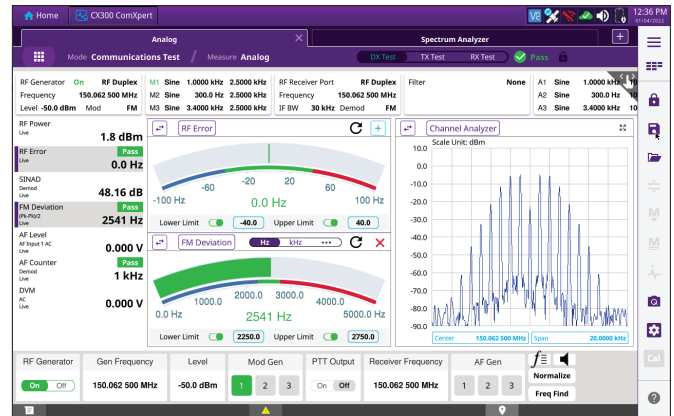 Home
CX300 ComXpert
VE
12:36 PM
01/04/2022
Analog
Spectrum Analyzer
Mode Communications Test / Measure Analog
DX Test TX Test RX Test Pass
RF Generator On RF Duplex
Frequency 150.062 500 MHz
Level -50.0 dBm Mod FM
M1 Sine 1.0000 kHz 2.5000 kHz
M2 Sine 300.0 Hz 2.5000 kHz
M3 Sine 3.4000 kHz 2.5000 kHz
RF Receiver Port RF Duplex
Frequency 150.062 500 MHz
IF BW 30 kHz Demod FM
Filter None
A1 Sine 1.0000 kHz 10
A2 Sine 300.0 Hz 10
A3 Sine 3.4000 kHz 10
RF Power
Live
1.8 dBm
RF Error Pass
Live
0.0 Hz
SINAD
Demod
Live
48.16 dB
FM Deviation Pass
(Pk-Pk)/2
Live
2541 Hz
AF Level
AF Input 1 AC
Live
0.000 V
AF Counter Pass
Demod
Live
1 kHz
DVM
AC
Live
0.000 V
RF Error
-100 Hz -60 -20 20 60 100 Hz
0.0 Hz
Lower Limit -40.0 Upper Limit 40.0
FM Deviation Hz kHz •••
0.0 Hz 1000.0 2000.0 3000.0 4000.0 5000.0 Hz
2541 Hz
Lower Limit 2250.0 Upper Limit 2750.0
Channel Analyzer
Scale Unit: dBm
10.0
0.0
-10.0
-20.0
-30.0
-40.0
-50.0
-60.0
-70.0
-80.0
-90.0
Center 150.062 500 MHz Span 20.0000 kHz
RF Generator
On Off
Gen Frequency
150.062 500 MHz
Level
-50.0 dBm
Mod Gen
1 2 3
PTT Output
On Off
Receiver Frequency
150.062 500 MHz
AF Gen
1 2 3
Normalize
Freq Find
M
M
Cal